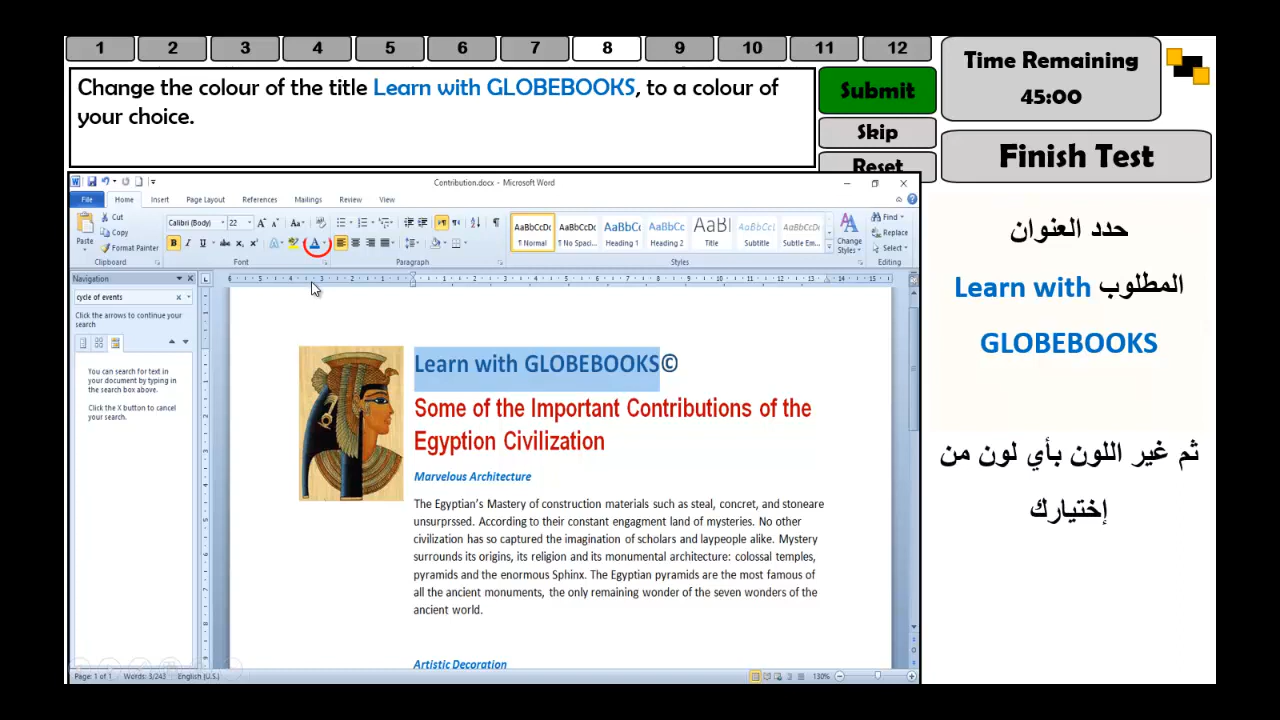 1 2 3 4 5 6 7 8 9 10 11 12
Change the colour of the title Learn with GLOBEBOOKS, to a colour of
your choice.
Submit
Skip
Reset
Time Remaining
45:00
Finish Test
Contribution.docx - Microsoft Word
File Home Insert Page Layout References Mailings Review View
Paste
Cut
Copy
Format Painter
Calibri (Body) 22
AaBbCcDc AaBbCcDc AaBbCc AaBbCc AaBl AaBbCc AaBbCcDc
¶ Normal ¶ No Spaci... Heading 1 Heading 2 Title Subtitle Subtle Em...
Change
Styles
Find
Replace
Select
Clipboard Font Paragraph Styles Editing
Navigation
cycle of events
Click the arrows to continue your
search
You can search for text in
your document by typing in
the search box above.
Click the X button to cancel
your search.
Learn with GLOBEBOOKS©
Some of the Important Contributions of the
Egyption Civilization
Marvelous Architecture
The Egyptian's Mastery of construction materials such as steal, concret, and stoneare
unsurprssed. According to their constant engagment land of mysteries. No other
civilization has so captured the imagination of scholars and laypeople alike. Mystery
surrounds its origins, its religion and its monumental architecture: colossal temples,
pyramids and the enormous Sphinx. The Egyptian pyramids are the most famous of
all the ancient monuments, the only remaining wonder of the seven wonders of the
ancient world.
Artistic Decoration
Page: 1 of 1 Words: 3/243 English (U.S.) 130%
حدد العنوان
المطلوب Learn with
GLOBEBOOKS
ثم غير اللون بأي لون من
إختيارك